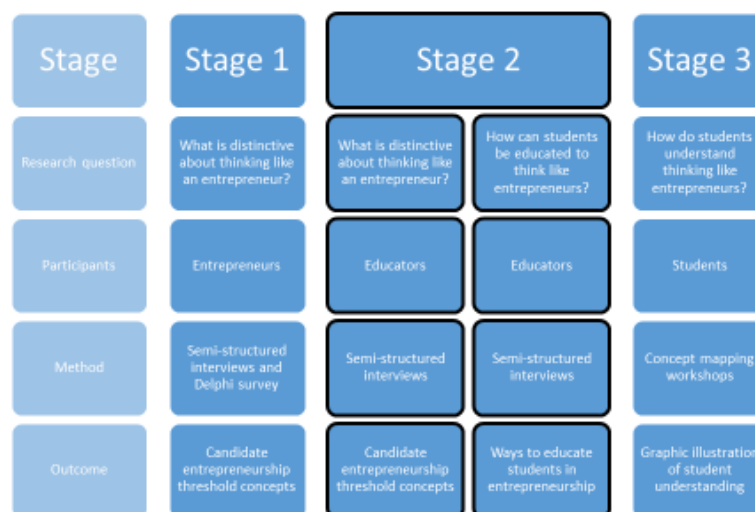 Stage
Stage 1
Stage 2
Stage 3
Research question
What is distinctive
about thinking like
an entrepreneur?
What is distinctive
about thinking like
an entrepreneur?
How can students
be educated to
think like
entrepreneurs?
How do students
understand
thinking like
entrepreneurs?
Participants
Entrepreneurs
Educators
Educators
Students
Method
Semi-structured
interviews and
Delphi survey
Semi-structured
interviews
Semi-structured
interviews
Concept mapping
workshops
Outcome
Candidate
entrepreneurship
threshold concepts
Candidate
entrepreneurship
threshold concepts
Ways to educate
students in
entrepreneurship
Graphic illustration
of student
understanding